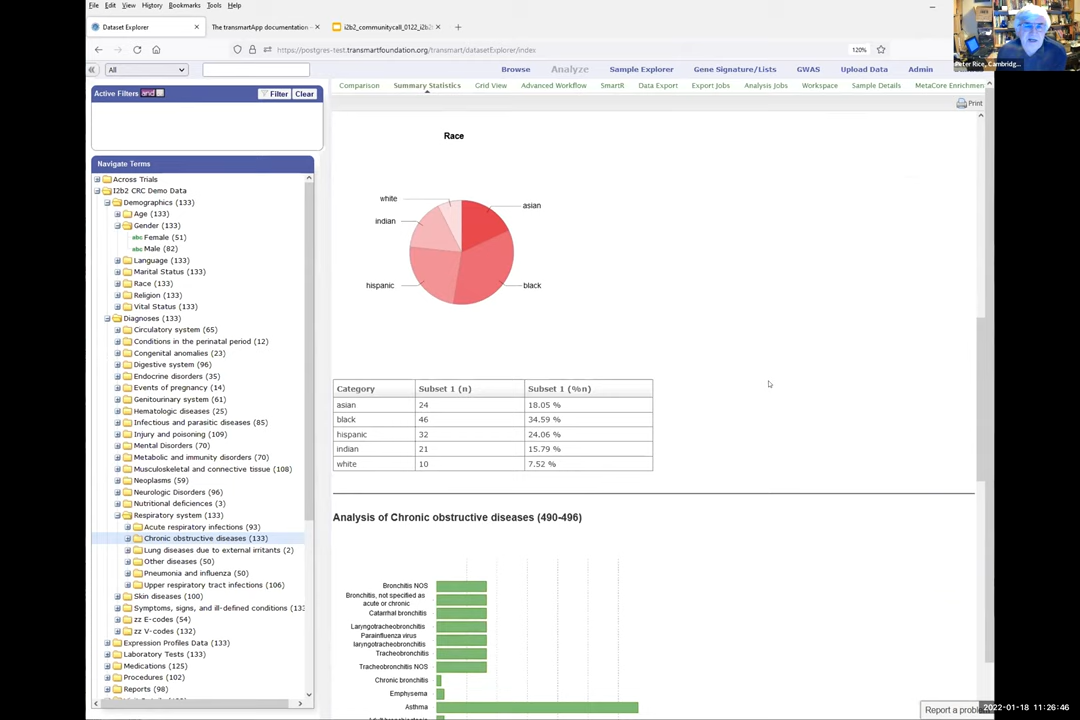 File Edit View History Bookmarks Tools Help
Dataset Explorer × The transmartApp documentation - × i2b2_communitycall_0122_i2b2 × +
https://postgres-test.transmartfoundation.org/transmart/datasetExplorer/index 120%
Peter Rice, Cambridg...
All Browse Analyze Sample Explorer Gene Signature/Lists GWAS Upload Data Admin
Comparison Summary Statistics Grid View Advanced Workflow SmartR Data Export Export Jobs Analysis Jobs Workspace Sample Details MetaCore Enrichmen
Active Filters and Filter Clear
Print
Navigate Terms
Across Trials
I2b2 CRC Demo Data
Demographics (133)
Age (133)
Gender (133)
abc Female (51)
abc Male (82)
Language (133)
Marital Status (133)
Race (133)
Religion (133)
Vital Status (133)
Diagnoses (133)
Circulatory system (65)
Conditions in the perinatal period (12)
Congenital anomalies (23)
Digestive system (96)
Endocrine disorders (35)
Events of pregnancy (14)
Genitourinary system (61)
Hematologic diseases (25)
Infectious and parasitic diseases (85)
Injury and poisoning (109)
Mental Disorders (70)
Metabolic and immunity disorders (70)
Musculoskeletal and connective tissue (108)
Neoplasms (59)
Neurologic Disorders (96)
Nutritional deficiences (3)
Respiratory system (133)
Acute respiratory infections (93)
Chronic obstructive diseases (133)
Lung diseases due to external irritants (2)
Other diseases (50)
Pneumonia and influenza (50)
Upper respiratory tract infections (106)
Skin diseases (100)
Symptoms, signs, and ill-defined conditions (133
zz E-codes (54)
zz V-codes (132)
Expression Profiles Data (133)
Laboratory Tests (133)
Medications (125)
Procedures (102)
Reports (98)
Race
white
asian
indian
hispanic
black
Category Subset 1 (n) Subset 1 (%n)
asian 24 18.05 %
black 46 34.59 %
hispanic 32 24.06 %
indian 21 15.79 %
white 10 7.52 %
Analysis of Chronic obstructive diseases (490-496)
Bronchitis NOS
Bronchitis, not specified as
acute or chronic
Catarrhal bronchitis
Laryngotracheobronchitis
Parainfluenza virus
laryngotracheobronchitis
Tracheobronchitis
Tracheobronchitis NOS
Chronic bronchitis
Emphysema
Asthma
Report a proble
2022-01-18 11:26:46